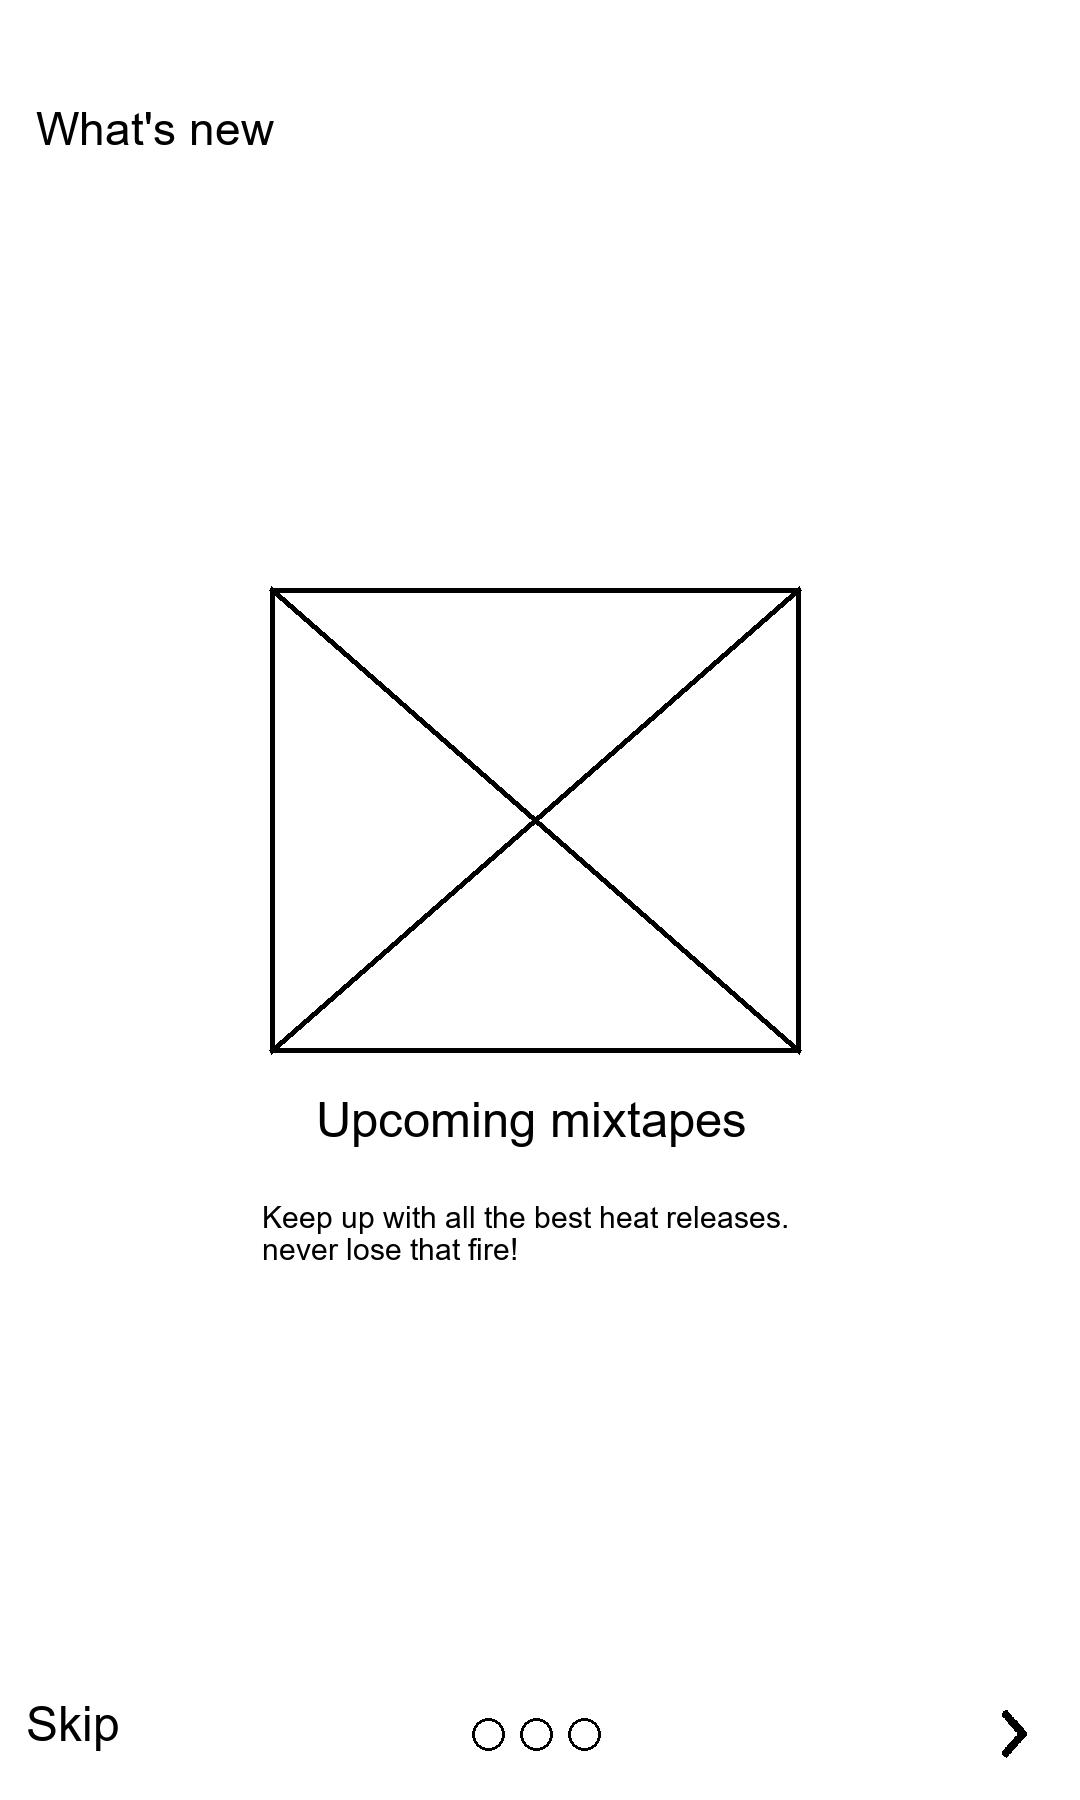 What's new
Upcoming mixtapes
Keep up with all the best heat releases.
never lose that fire!
Skip